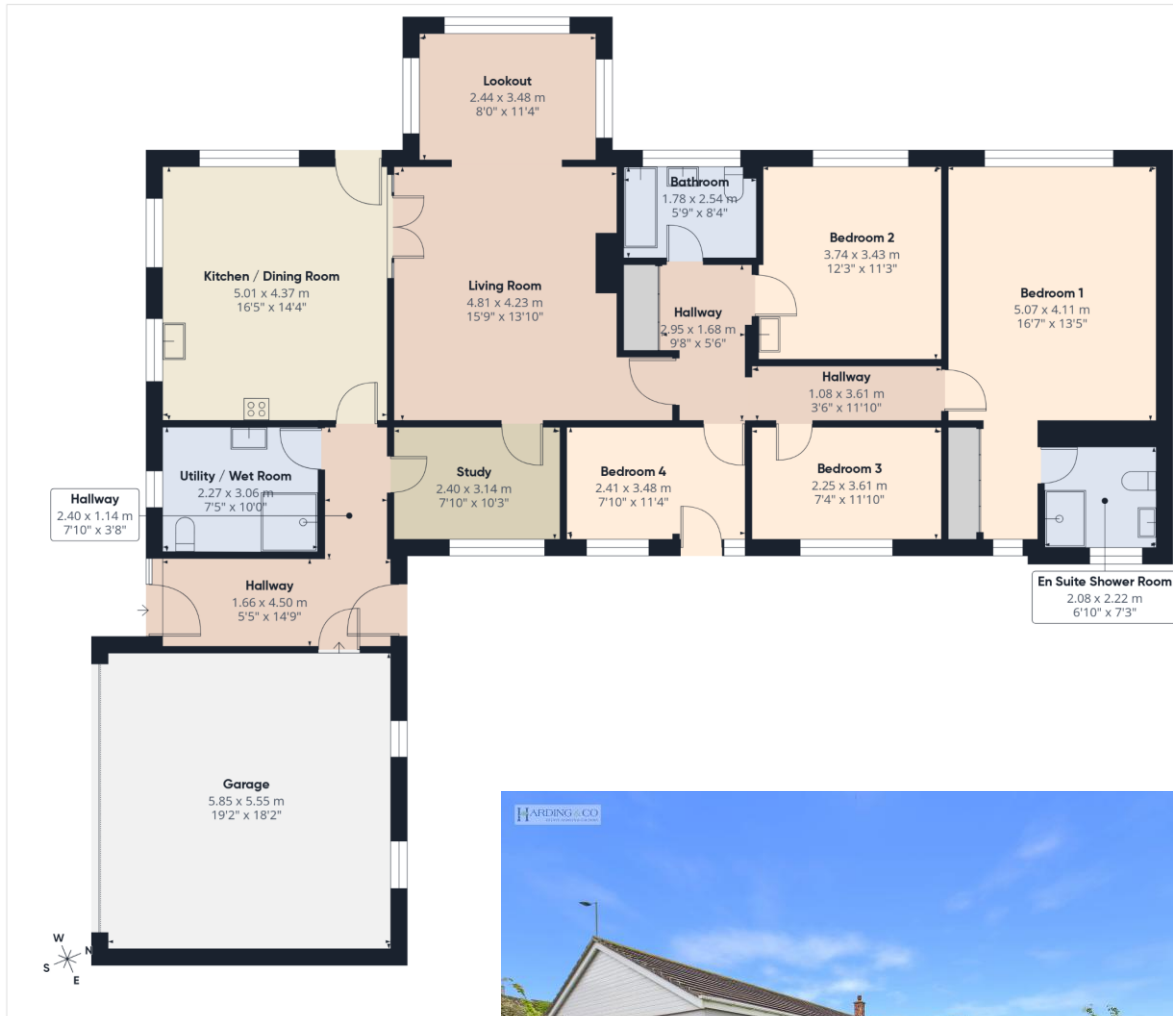 Lookout
2.44 x 3.48 m
8'0" x 11'4"
Bathroom
1.78 x 2.54 m
5'9" x 8'4"
Kitchen / Dining Room
5.01 x 4.37 m
16'5" x 14'4"
Living Room
4.81 x 4.23 m
15'9" x 13'10"
Hallway
2.95 x 1.68 m
9'8" x 5'6"
Bedroom 2
3.74 x 3.43 m
12'3" x 11'3"
Bedroom 1
5.07 x 4.11 m
16'7" x 13'5"
Hallway
1.08 x 3.61 m
3'6" x 11'10"
Utility / Wet Room
2.27 x 3.06 m
7'5" x 10'0"
Hallway
2.40 x 1.14 m
7'10" x 3'8"
Study
2.40 x 3.14 m
7'10" x 10'3"
Bedroom 4
2.41 x 3.48 m
7'10" x 11'4"
Bedroom 3
2.25 x 3.61 m
7'4" x 11'10"
En Suite Shower Room
2.08 x 2.22 m
6'10" x 7'3"
Hallway
1.66 x 4.50 m
5'5" x 14'9"
Garage
5.85 x 5.55 m
19'2" x 18'2"
W
N
S
E
HARDING & CO